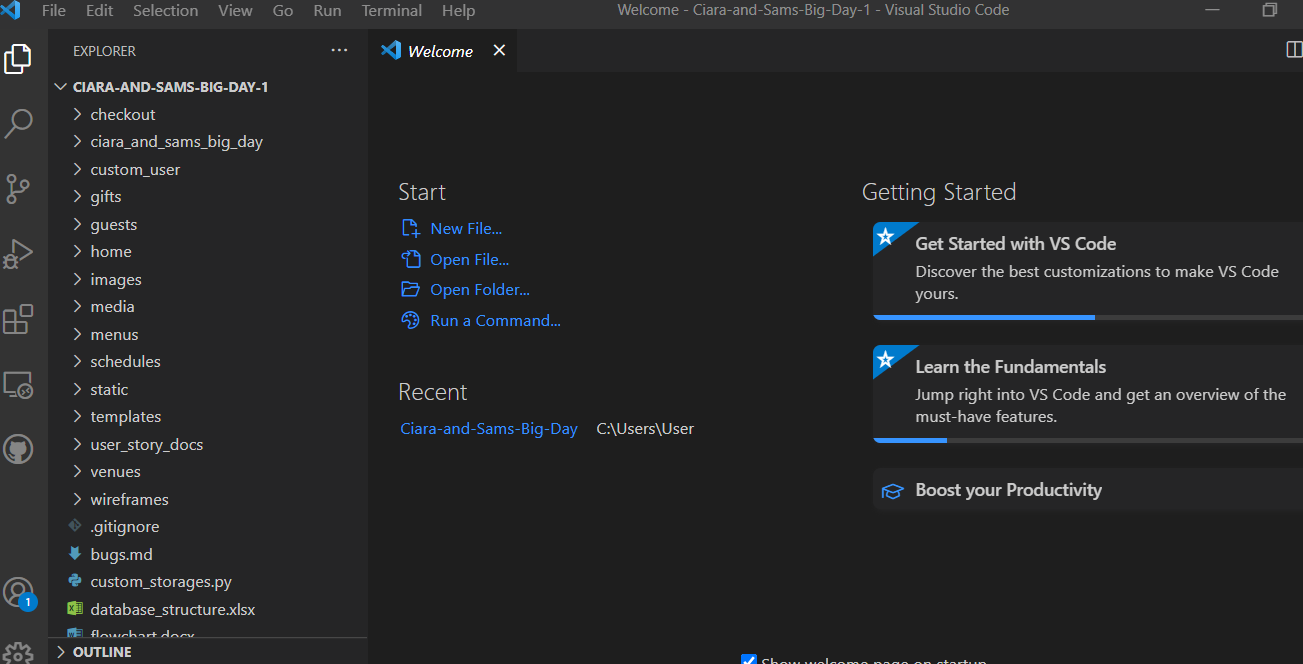 File Edit Selection View Go Run Terminal Help
Welcome - Ciara-and-Sams-Big-Day-1 - Visual Studio Code
EXPLORER
CIARA-AND-SAMS-BIG-DAY-1
checkout
ciara_and_sams_big_day
custom_user
gifts
guests
home
images
media
menus
schedules
static
templates
user_story_docs
venues
wireframes
.gitignore
bugs.md
custom_storages.py
database_structure.xlsx
flowchart.docx
OUTLINE
1
Welcome
Start
New File...
Open File...
Open Folder...
Run a Command...
Recent
Ciara-and-Sams-Big-Day C:\Users\User
Getting Started
Get Started with VS Code
Discover the best customizations to make VS Code
yours.
Learn the Fundamentals
Jump right into VS Code and get an overview of the
must-have features.
Boost your Productivity
Show welcome page on startup